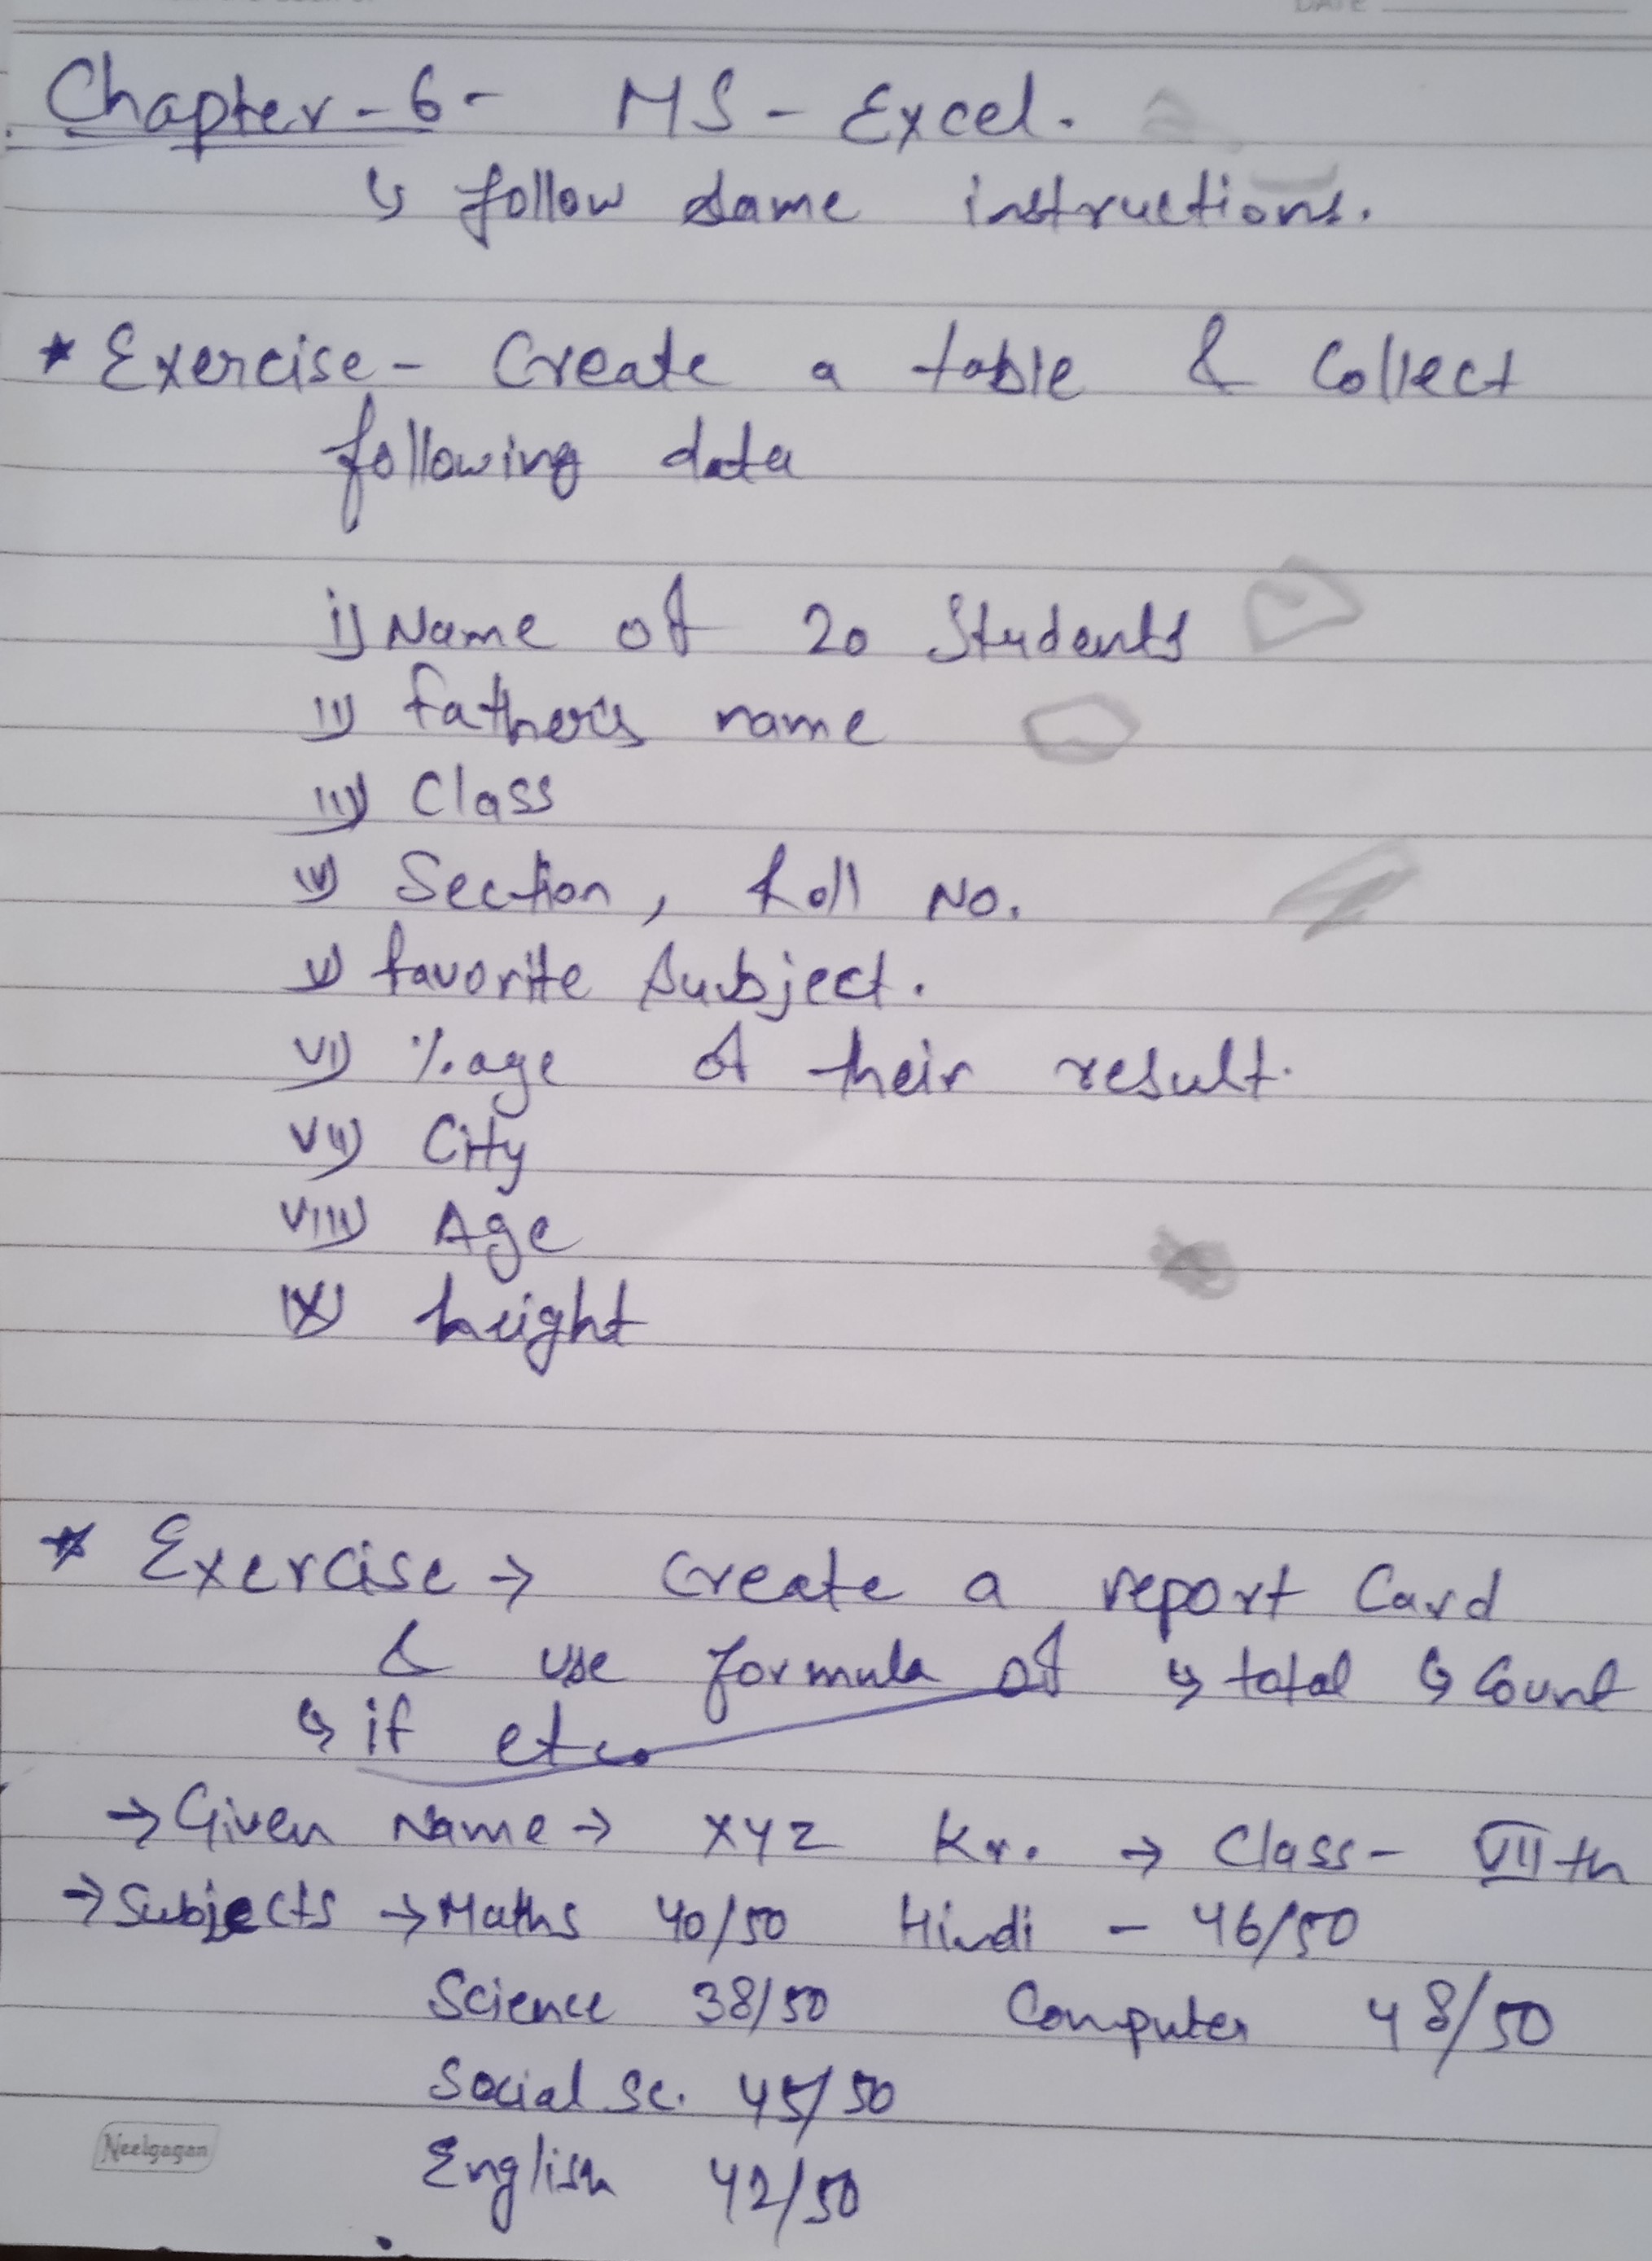 DATE
Chapter-6- MS-Excel.
↳ follow same instructions.
* Exercise- Create a table & Collect
following data
i) Name of 20 Students
ii) father's name
iii) Class
iv) Section, Roll No.
v) favorite Subject.
vi) %age of their result.
vii) City
viii) Age
ix) height
* Exercise → Create a report Card
& use formula of ↳ total ↳ Count
↳ if etc.
→ Given Name → XYZ Kr. → Class- VIIth
→ Subjects → Maths 40/50 Hindi - 46/50
Science 38/50 Computer 48/50
Social Sc. 45/50
English 42/50
Neelgagan